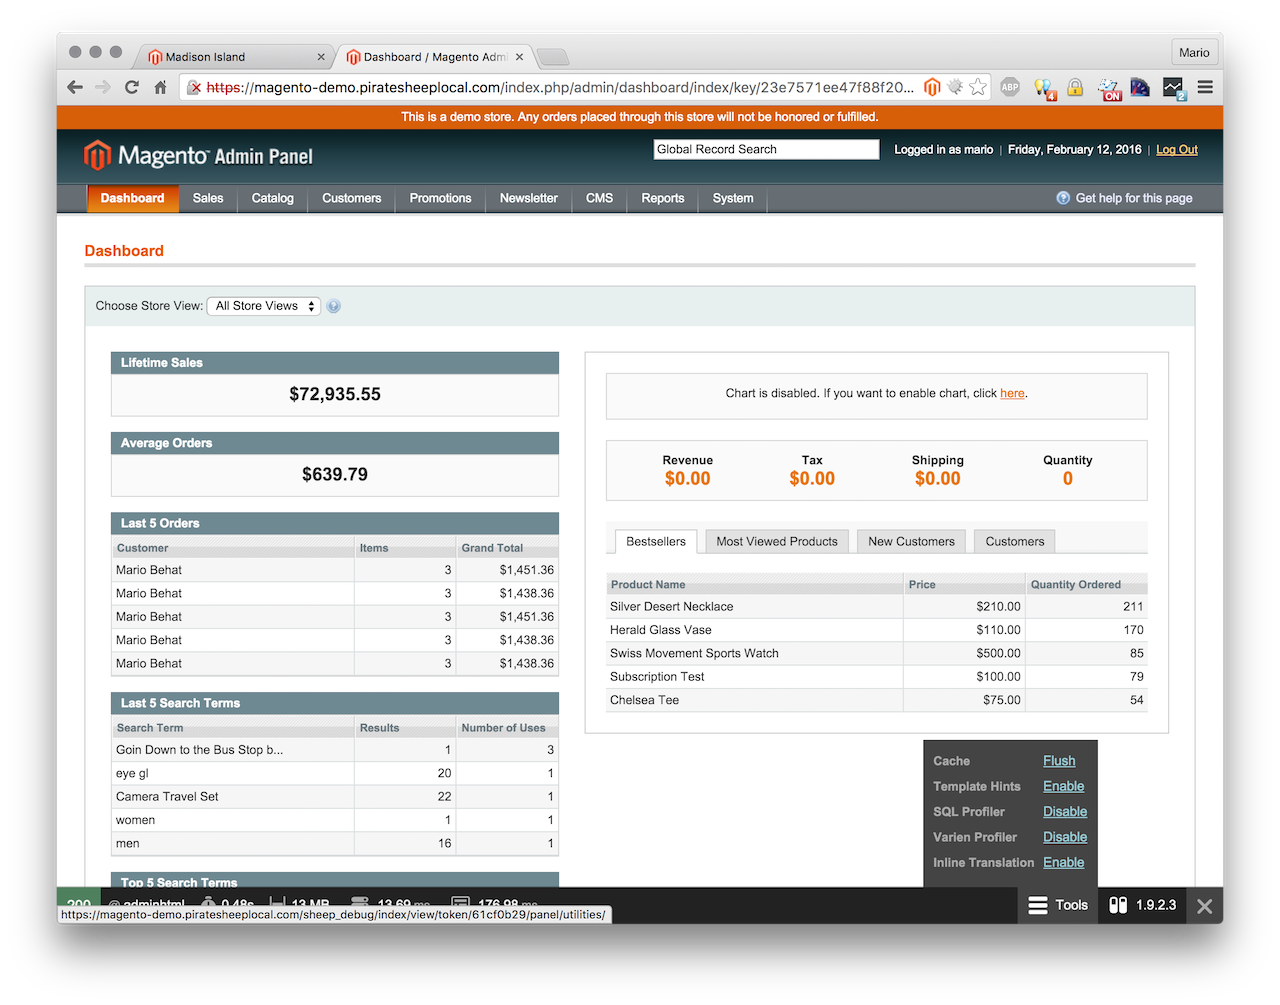 Madison Island
Dashboard / Magento Adm
Mario
https://magento-demo.piratesheeplocal.com/index.php/admin/dashboard/index/key/23e7571ee47f88f20...
ABP
4
ON
2
This is a demo store. Any orders placed through this store will not be honored or fulfilled.
Magento Admin Panel
Global Record Search
Logged in as mario | Friday, February 12, 2016 | Log Out
Dashboard Sales Catalog Customers Promotions Newsletter CMS Reports System
Get help for this page
Dashboard
Choose Store View: All Store Views
Lifetime Sales
$72,935.55
Average Orders
$639.79
Last 5 Orders
Customer Items Grand Total
Mario Behat 3 $1,451.36
Mario Behat 3 $1,438.36
Mario Behat 3 $1,451.36
Mario Behat 3 $1,438.36
Mario Behat 3 $1,438.36
Last 5 Search Terms
Search Term Results Number of Uses
Goin Down to the Bus Stop b... 1 3
eye gl 20 1
Camera Travel Set 22 1
women 1 1
men 16 1
Top 5 Search Terms
Chart is disabled. If you want to enable chart, click here.
Revenue Tax Shipping Quantity
$0.00 $0.00 $0.00 0
Bestsellers Most Viewed Products New Customers Customers
Product Name Price Quantity Ordered
Silver Desert Necklace $210.00 211
Herald Glass Vase $110.00 170
Swiss Movement Sports Watch $500.00 85
Subscription Test $100.00 79
Chelsea Tee $75.00 54
Cache Flush
Template Hints Enable
SQL Profiler Disable
Varien Profiler Disable
Inline Translation Enable
200 @ adminhtml 0.48s 13 MB 13.69 ms 176.98 ms
Tools 1.9.2.3
https://magento-demo.piratesheeplocal.com/sheep_debug/index/view/token/61cf0b29/panel/utilities/